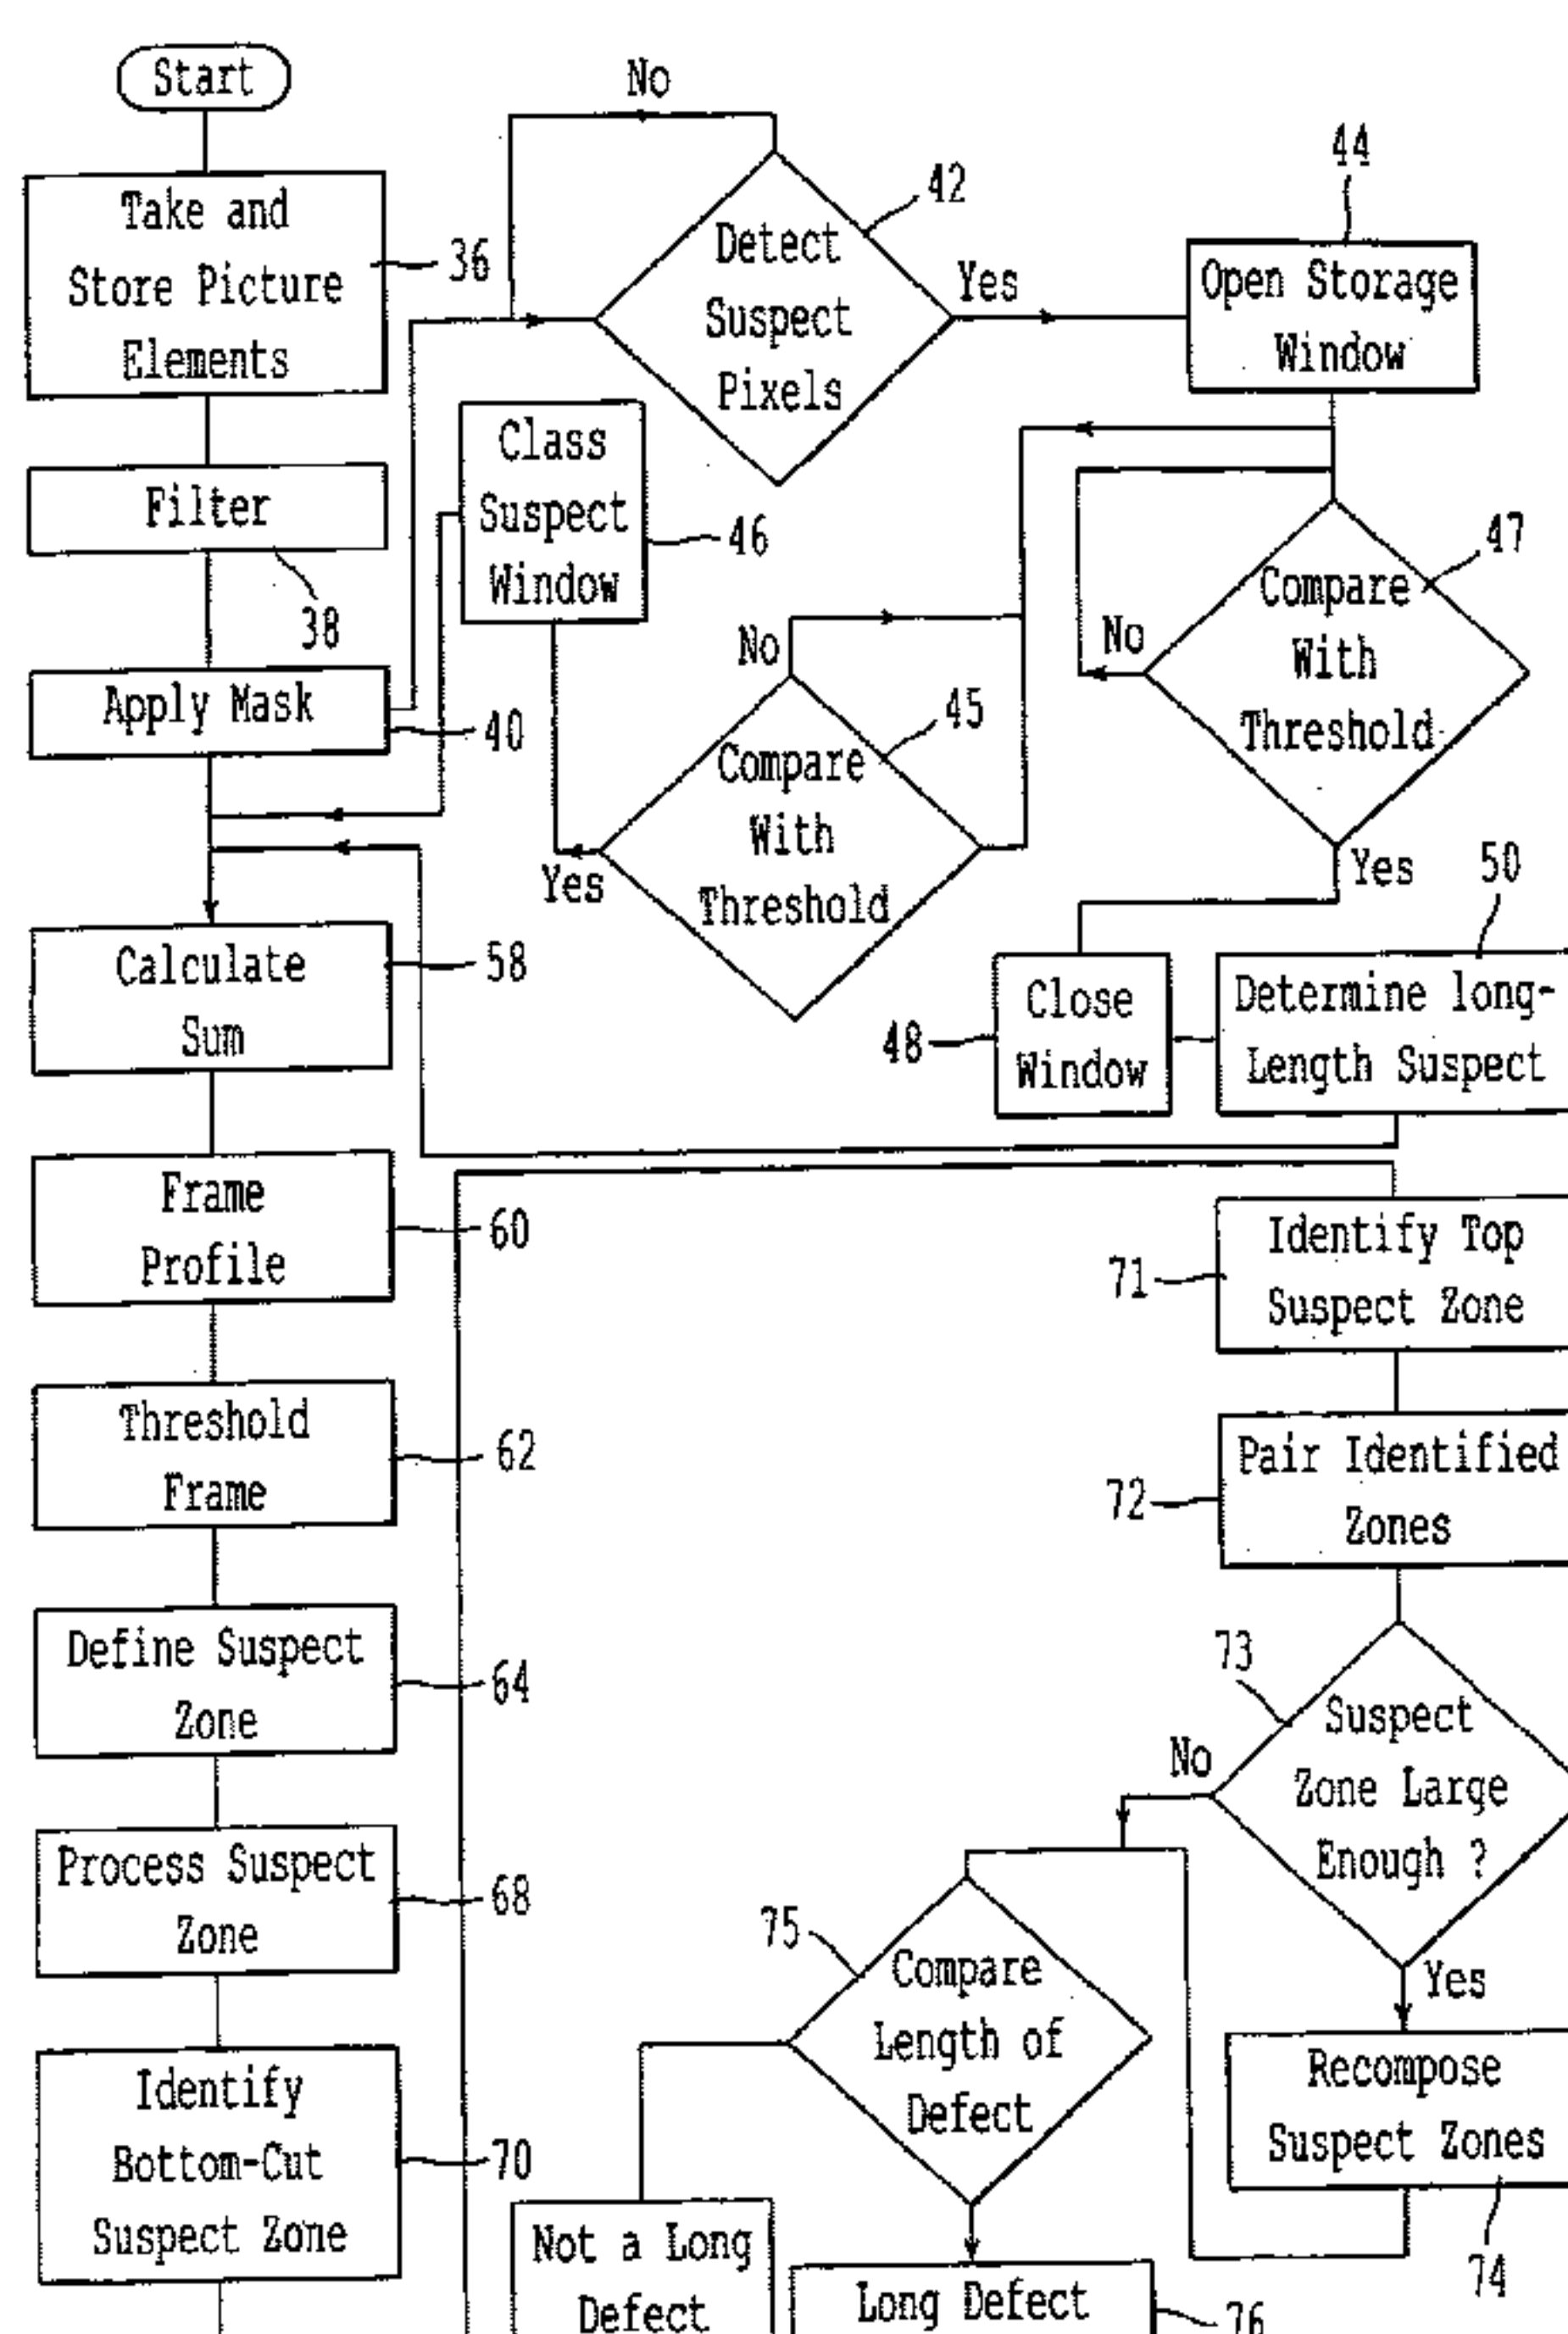 Start
Take and
Store Picture
Elements
36
Filter
38
Apply Mask
40
No
Detect
Suspect
Pixels
42
Yes
44
Open Storage
Window
Class
Suspect
Window
46
47
Compare
With
Threshold
No
Yes
No
45
Compare
With
Threshold
Yes
48
Close
Window
50
Determine long-
Length Suspect
Calculate
Sum
58
Frame
Profile
60
Threshold
Frame
62
Define Suspect
Zone
64
Process Suspect
Zone
68
Identify
Bottom-Cut
Suspect Zone
70
71
Identify Top
Suspect Zone
72
Pair Identified
Zones
73
Suspect
Zone Large
Enough ?
No
Yes
Recompose
Suspect Zones
74
75
Compare
Length of
Defect
Not a Long
Defect
Long Defect
76